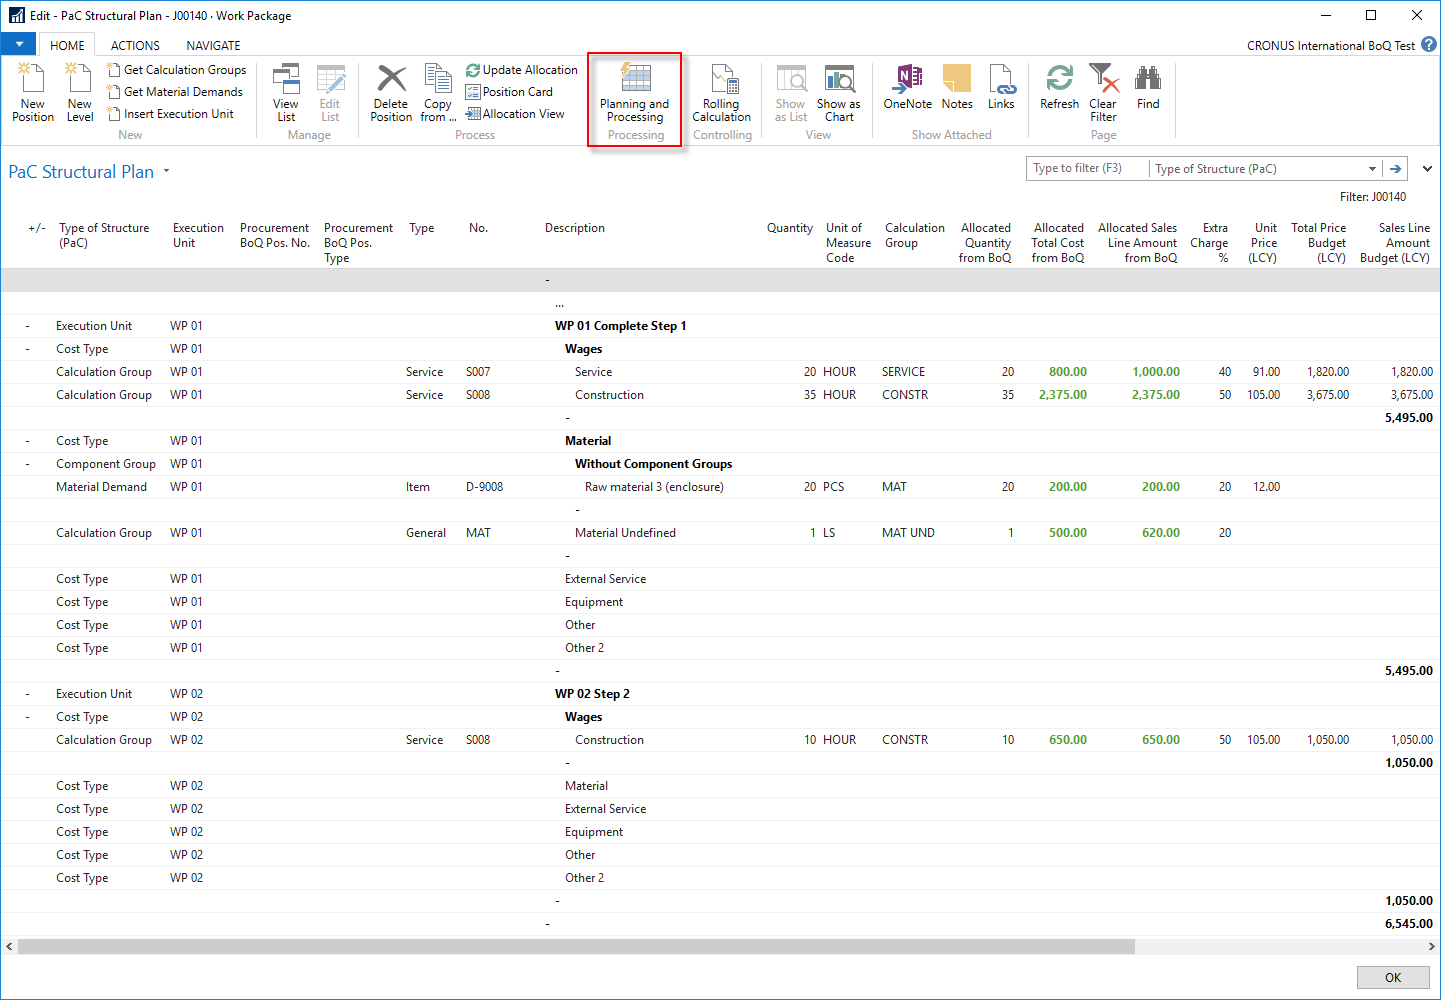 Edit - PaC Structural Plan - J00140 · Work Package
HOME ACTIONS NAVIGATE CRONUS International BoQ Test ?
New Position
New Level
Get Calculation Groups
Get Material Demands
Insert Execution Unit
New
View List
Edit List
Manage
Delete Position
Copy from ...
Update Allocation
Position Card
Allocation View
Process
Planning and Processing
Processing
Rolling Calculation
Controlling
Show as List
Show as Chart
View
OneNote
Notes
Links
Show Attached
Refresh
Clear Filter
Find
Page
PaC Structural Plan
Type to filter (F3) Type of Structure (PaC)
Filter: J00140
+/- Type of Structure (PaC) Execution Unit Procurement BoQ Pos. No. Procurement BoQ Pos. Type Type No. Description Quantity Unit of Measure Code Calculation Group Allocated Quantity from BoQ Allocated Total Cost from BoQ Allocated Sales Line Amount from BoQ Extra Charge % Unit Price (LCY) Total Price Budget (LCY) Sales Line Amount Budget (LCY)
-
...
- Execution Unit WP 01 WP 01 Complete Step 1
- Cost Type WP 01 Wages
Calculation Group WP 01 Service S007 Service 20 HOUR SERVICE 20 800.00 1,000.00 40 91.00 1,820.00 1,820.00
Calculation Group WP 01 Service S008 Construction 35 HOUR CONSTR 35 2,375.00 2,375.00 50 105.00 3,675.00 3,675.00
- 5,495.00
- Cost Type WP 01 Material
- Component Group WP 01 Without Component Groups
Material Demand WP 01 Item D-9008 Raw material 3 (enclosure) 20 PCS MAT 20 200.00 200.00 20 12.00
-
Calculation Group WP 01 General MAT Material Undefined 1 LS MAT UND 1 500.00 620.00 20
-
Cost Type WP 01 External Service
Cost Type WP 01 Equipment
Cost Type WP 01 Other
Cost Type WP 01 Other 2
- 5,495.00
- Execution Unit WP 02 WP 02 Step 2
- Cost Type WP 02 Wages
Calculation Group WP 02 Service S008 Construction 10 HOUR CONSTR 10 650.00 650.00 50 105.00 1,050.00 1,050.00
- 1,050.00
Cost Type WP 02 Material
Cost Type WP 02 External Service
Cost Type WP 02 Equipment
Cost Type WP 02 Other
Cost Type WP 02 Other 2
- 1,050.00
- 6,545.00
OK